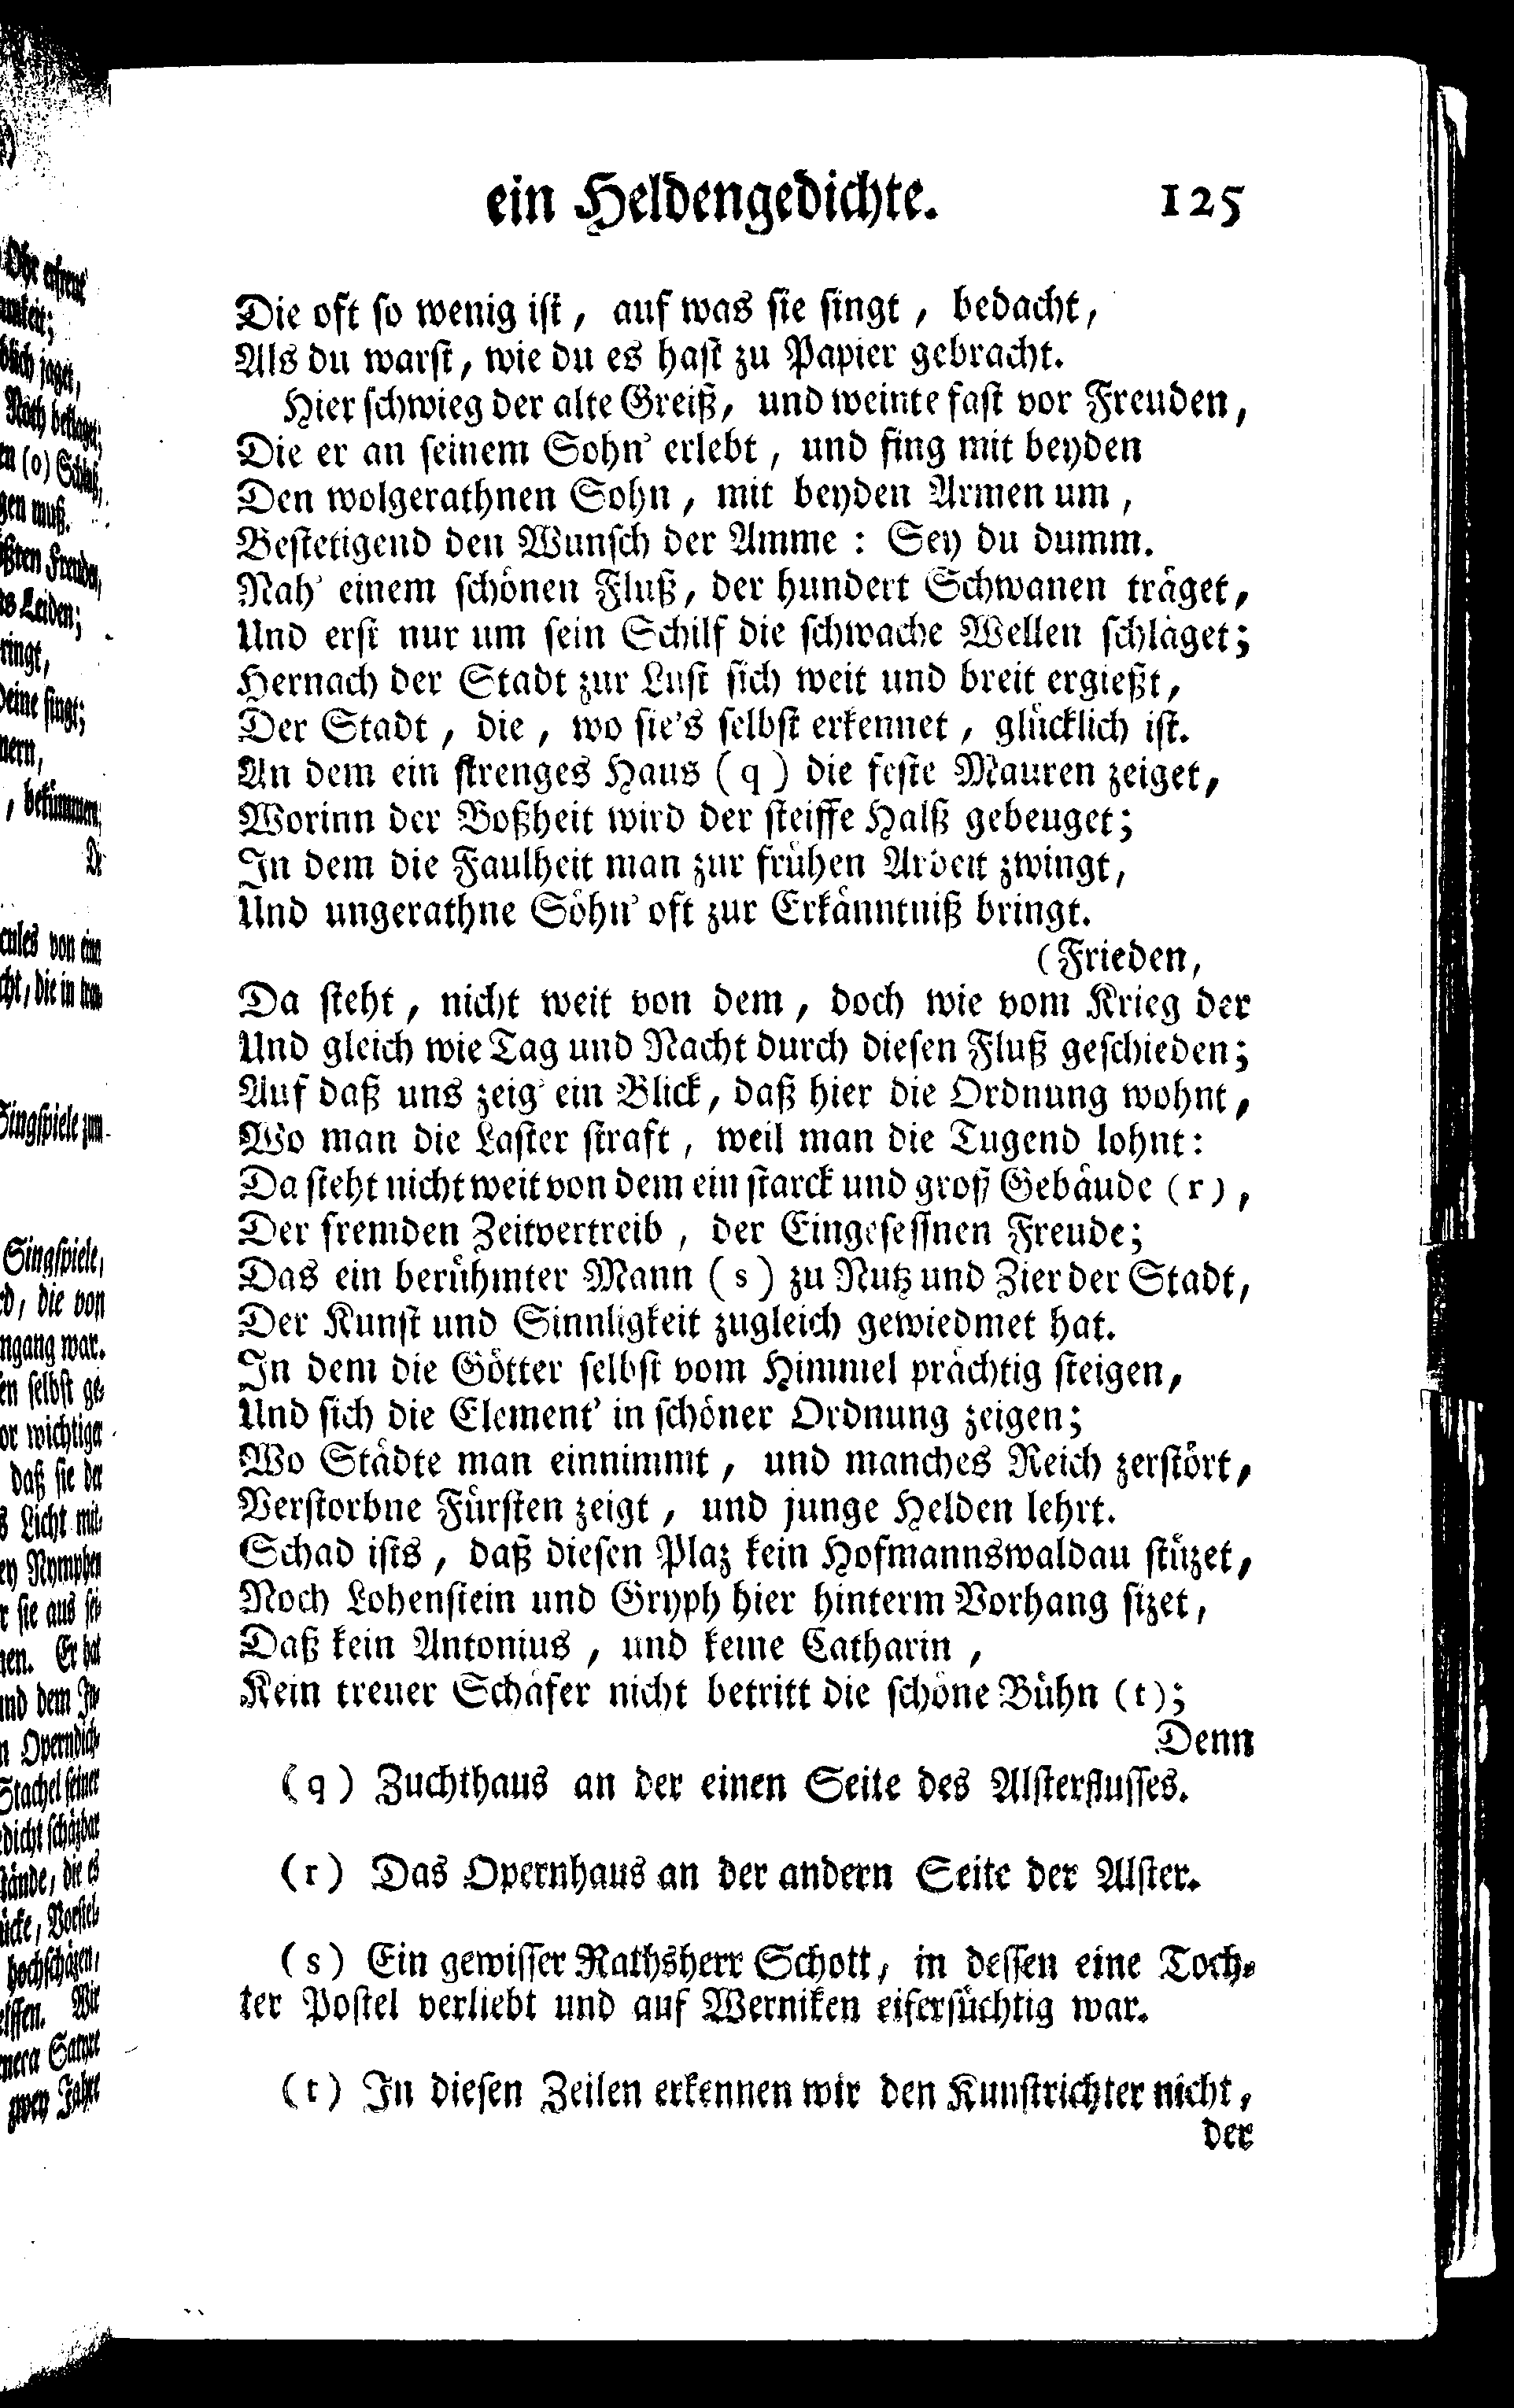 ein Heldengedichte. 125
Die oft so wenig ist, auf was sie singt, bedacht,
Als du warst, wie du es hast zu Papier gebracht.
Hier schwieg der alte Greiß, und weinte fast vor Freuden,
Die er an seinem Sohn' erlebt, und fing mit beyden
Den wolgerathnen Sohn, mit beyden Armen um,
Bestetigend den Wunsch der Amme: Sey du dumm.
Nah' einem schönen Fluß, der hundert Schwanen träget,
Und erst nur um sein Schilf die schwache Wellen schläget;
Hernach der Stadt zur Lust sich weit und breit ergießt,
Der Stadt, die, wo sie's selbst erkennet, glücklich ist.
An dem ein strenges Haus (q) die feste Mauren zeiget,
Worinn der Boßheit wird der steiffe Halß gebeuget;
In dem die Faulheit man zur frühen Arbeit zwingt,
Und ungerathne Söhn' oft zur Erkänntniß bringt.
(Frieden,
Da steht, nicht weit von dem, doch wie vom Krieg der
Und gleich wie Tag und Nacht durch diesen Fluß geschieden;
Auf daß uns zeig' ein Blick, daß hier die Ordnung wohnt,
Wo man die Laster straft, weil man die Tugend lohnt:
Da steht nicht weit von dem ein starck und groß Gebäude (r),
Der fremden Zeitvertreib, der Eingesessnen Freude;
Das ein berühmter Mann (s) zu Nutz und Zier der Stadt,
Der Kunst und Sinnligkeit zugleich gewiedmet hat.
In dem die Götter selbst vom Himmel prächtig steigen,
Und sich die Element' in schöner Ordnung zeigen;
Wo Städte man einnimmt, und manches Reich zerstört,
Verstorbne Fürsten zeigt, und junge Helden lehrt.
Schad ists, daß diesen Plaz kein Hofmannswaldau stüzet,
Noch Lohenstein und Gryph hier hinterm Vorhang sizet,
Daß kein Antonius, und keine Catharin,
Kein treuer Schäfer nicht betritt die schöne Bühn (t);
Denn
(q) Zuchthaus an der einen Seite des Alsterflusses.
(r) Das Opernhaus an der andern Seite der Alster.
(s) Ein gewisser Rathsherr Schott, in dessen eine Toch-
ter Postel verliebt und auf Werniken eifersüchtig war.
(t) In diesen Zeilen erkennen wir den Kunstrichter nicht,
der